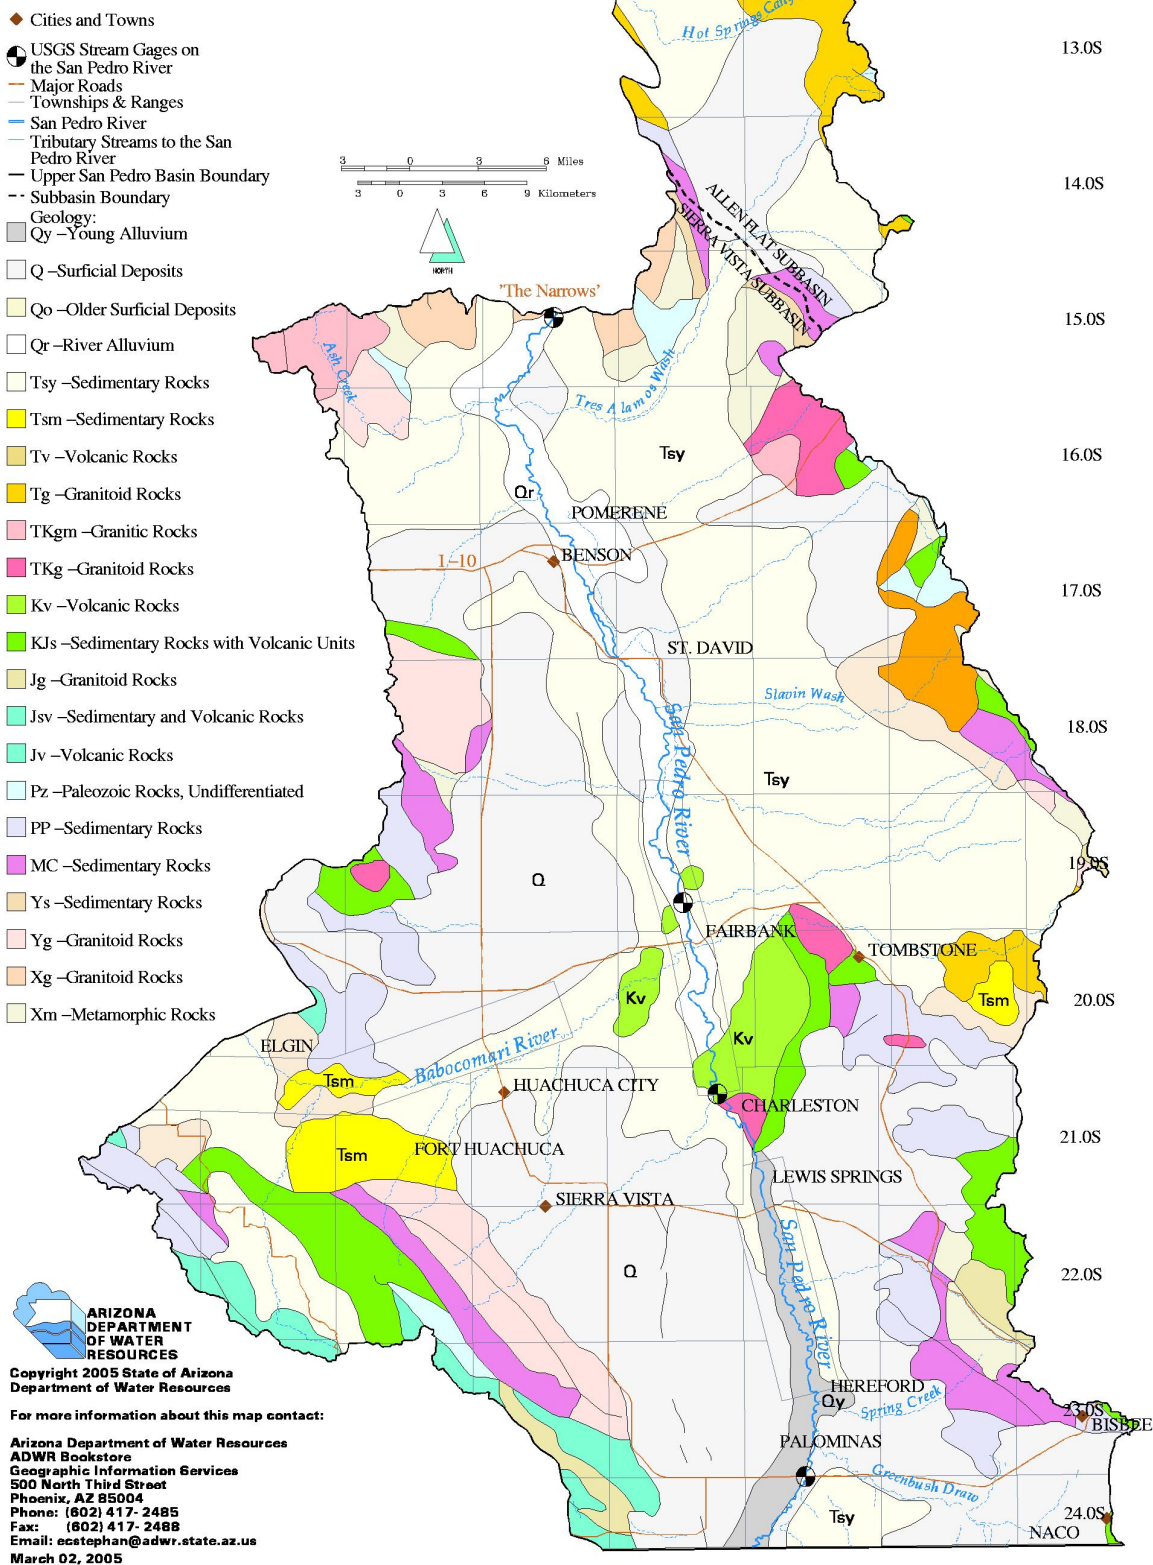 Cities and Towns
USGS Stream Gages on
the San Pedro River
Major Roads
Townships & Ranges
San Pedro River
Tributary Streams to the San
Pedro River
Upper San Pedro Basin Boundary
Subbasin Boundary
Geology:
Qy –Young Alluvium
Q –Surficial Deposits
Qo –Older Surficial Deposits
Qr –River Alluvium
Tsy –Sedimentary Rocks
Tsm –Sedimentary Rocks
Tv –Volcanic Rocks
Tg –Granitoid Rocks
TKgm –Granitic Rocks
TKg –Granitoid Rocks
Kv –Volcanic Rocks
KJs –Sedimentary Rocks with Volcanic Units
Jg –Granitoid Rocks
Jsv –Sedimentary and Volcanic Rocks
Jv –Volcanic Rocks
Pz –Paleozoic Rocks, Undifferentiated
PP –Sedimentary Rocks
MC –Sedimentary Rocks
Ys –Sedimentary Rocks
Yg –Granitoid Rocks
Xg –Granitoid Rocks
Xm –Metamorphic Rocks
3 0 3 6 Miles
3 0 3 6 9 Kilometers
NORTH
Hot Springs
13.0S
14.0S
ALLEN FLAT SUBBASIN
SIERRA VISTA SUBBASIN
'The Narrows'
15.0S
Ash Creek
Tres Alamos Wash
Tsy
16.0S
Qr
POMERENE
I–10
BENSON
17.0S
ST. DAVID
Slavin Wash
San Pedro River
18.0S
Tsy
19.0S
Q
FAIRBANK
TOMBSTONE
Kv
Tsm
20.0S
Kv
ELGIN
Babocomari River
Tsm
HUACHUCA CITY
CHARLESTON
21.0S
Tsm
FORT HUACHUCA
LEWIS SPRINGS
SIERRA VISTA
San Pedro River
Q
22.0S
HEREFORD
Qy
Spring Creek
23.0S
BISBEE
PALOMINAS
Greenbush Draw
Tsy
24.0S
NACO
ARIZONA
DEPARTMENT
OF WATER
RESOURCES
Copyright 2005 State of Arizona
Department of Water Resources
For more information about this map contact:
Arizona Department of Water Resources
ADWR Bookstore
Geographic Information Services
500 North Third Street
Phoenix, AZ 85004
Phone: (602) 417- 2485
Fax: (602) 417- 2488
Email: ecstephan@adwr.state.az.us
March 02, 2005